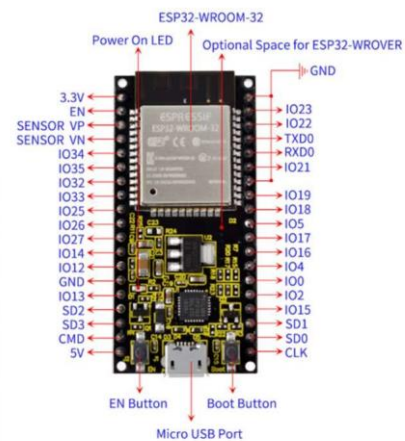 ESP32-WROOM-32
Power On LED
Optional Space for ESP32-WROVER
GND
3.3V
EN
SENSOR VP
SENSOR VN
IO34
IO35
IO32
IO33
IO25
IO26
IO27
IO14
IO12
GND
IO13
SD2
SD3
CMD
5V
IO23
IO22
TXD0
RXD0
IO21
IO19
IO18
IO5
IO17
IO16
IO4
IO0
IO2
IO15
SD1
SD0
CLK
ESPRESSIF
ESP32-WROOM-32
EN Button
Boot Button
Micro USB Port